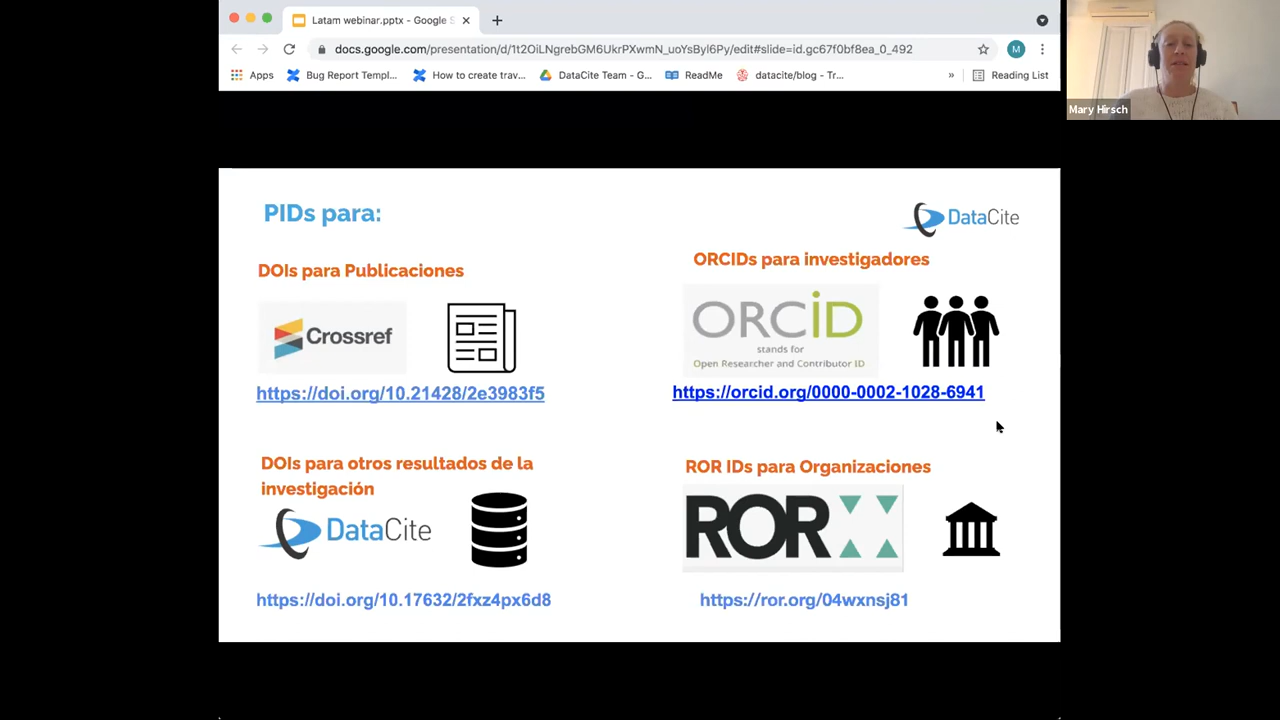 Latam webinar.pptx - Google S
docs.google.com/presentation/d/1t2OiLNgrebGM6UkrPXwmN_uoYsByl6Py/edit#slide=id.gc67f0bf8ea_0_492
M
Apps
Bug Report Templ...
How to create trav...
DataCite Team - G...
ReadMe
datacite/blog - Tr...
»
Reading List
Mary Hirsch
PIDs para:
DataCite
DOIs para Publicaciones
Crossref
https://doi.org/10.21428/2e3983f5
ORCIDs para investigadores
ORCiD
stands for
Open Researcher and Contributor ID
https://orcid.org/0000-0002-1028-6941
DOIs para otros resultados de la
investigación
DataCite
https://doi.org/10.17632/2fxz4px6d8
ROR IDs para Organizaciones
ROR
https://ror.org/04wxnsj81